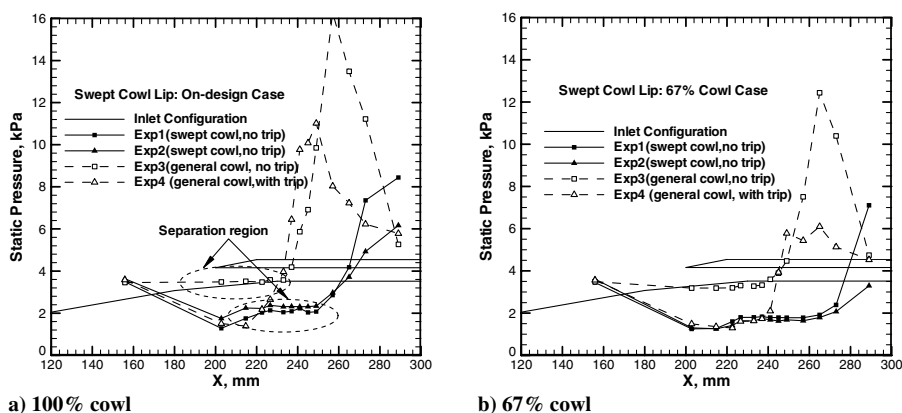 16
14
12
10
8
6
4
2
0
Static Pressure, kPa
Swept Cowl Lip: On-design Case
Inlet Configuration
Exp1(swept cowl,no trip)
Exp2(swept cowl,no trip)
Exp3(general cowl, no trip)
Exp4 (general cowl,with trip)
Separation region
120 140 160 180 200 220 240 260 280 300
X, mm
a) 100% cowl
16
14
12
10
8
6
4
2
0
Static Pressure, kPa
Swept Cowl Lip: 67% Cowl Case
Inlet Configuration
Exp1(swept cowl,no trip)
Exp2(swept cowl,no trip)
Exp3(general cowl,no trip)
Exp4 (general cowl, with trip)
120 140 160 180 200 220 240 260 280 300
X, mm
b) 67% cowl